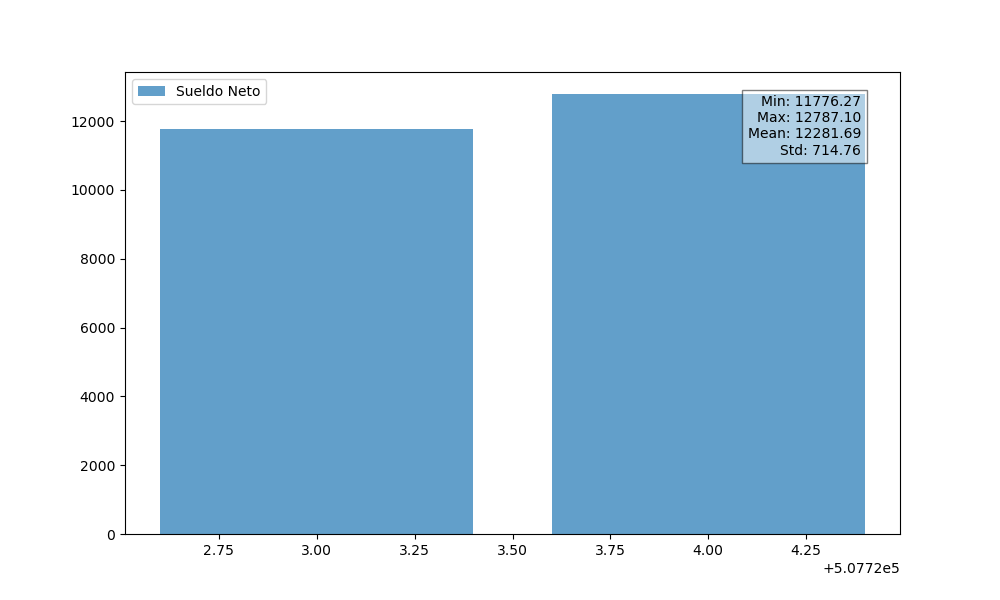 Sueldo Neto
Min: 11776.27
Max: 12787.10
Mean: 12281.69
Std: 714.76
12000
10000
8000
6000
4000
2000
0
2.75 3.00 3.25 3.50 3.75 4.00 4.25
+5.0772e5